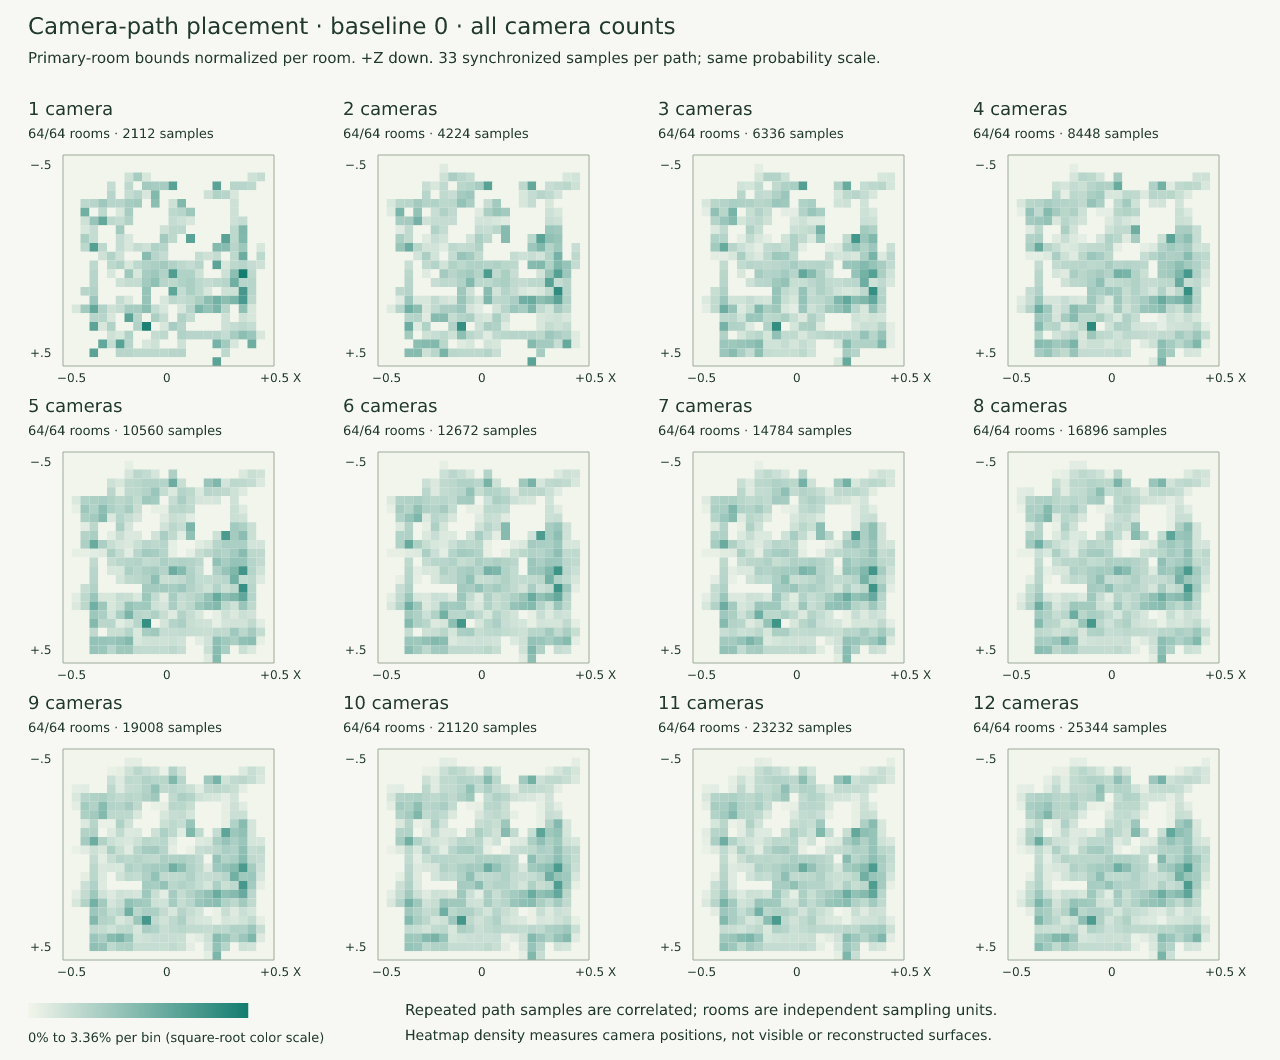 Camera-path placement · baseline 0 · all camera counts
Primary-room bounds normalized per room. +Z down. 33 synchronized samples per path; same probability scale.
1 camera
64/64 rooms · 2112 samples
−.5
+.5
−0.5 0 +0.5 X
2 cameras
64/64 rooms · 4224 samples
−.5
+.5
−0.5 0 +0.5 X
3 cameras
64/64 rooms · 6336 samples
−.5
+.5
−0.5 0 +0.5 X
4 cameras
64/64 rooms · 8448 samples
−.5
+.5
−0.5 0 +0.5 X
5 cameras
64/64 rooms · 10560 samples
−.5
+.5
−0.5 0 +0.5 X
6 cameras
64/64 rooms · 12672 samples
−.5
+.5
−0.5 0 +0.5 X
7 cameras
64/64 rooms · 14784 samples
−.5
+.5
−0.5 0 +0.5 X
8 cameras
64/64 rooms · 16896 samples
−.5
+.5
−0.5 0 +0.5 X
9 cameras
64/64 rooms · 19008 samples
−.5
+.5
−0.5 0 +0.5 X
10 cameras
64/64 rooms · 21120 samples
−.5
+.5
−0.5 0 +0.5 X
11 cameras
64/64 rooms · 23232 samples
−.5
+.5
−0.5 0 +0.5 X
12 cameras
64/64 rooms · 25344 samples
−.5
+.5
−0.5 0 +0.5 X
0% to 3.36% per bin (square-root color scale)
Repeated path samples are correlated; rooms are independent sampling units.
Heatmap density measures camera positions, not visible or reconstructed surfaces.